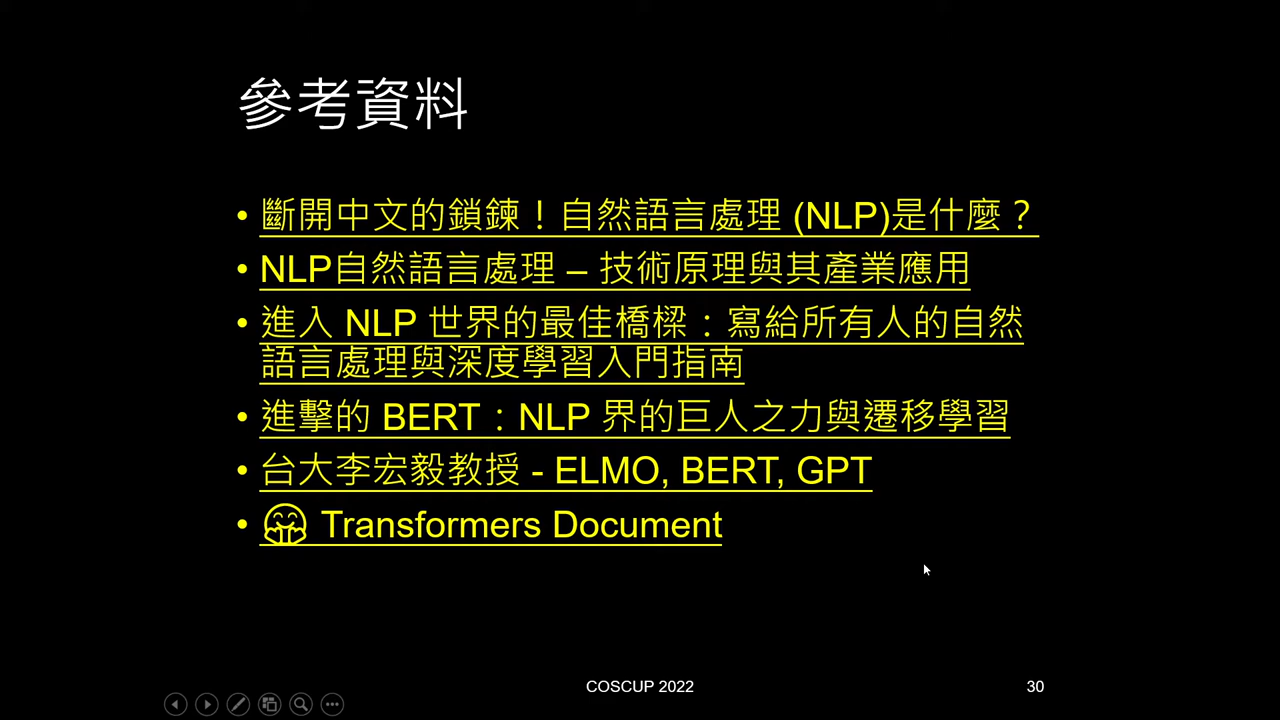 參考資料
• 斷開中文的鎖鍊！自然語言處理 (NLP)是什麼？
• NLP自然語言處理 – 技術原理與其產業應用
• 進入 NLP 世界的最佳橋樑：寫給所有人的自然
語言處理與深度學習入門指南
• 進擊的 BERT：NLP 界的巨人之力與遷移學習
• 台大李宏毅教授 - ELMO, BERT, GPT
• 🤗 Transformers Document
COSCUP 2022
30